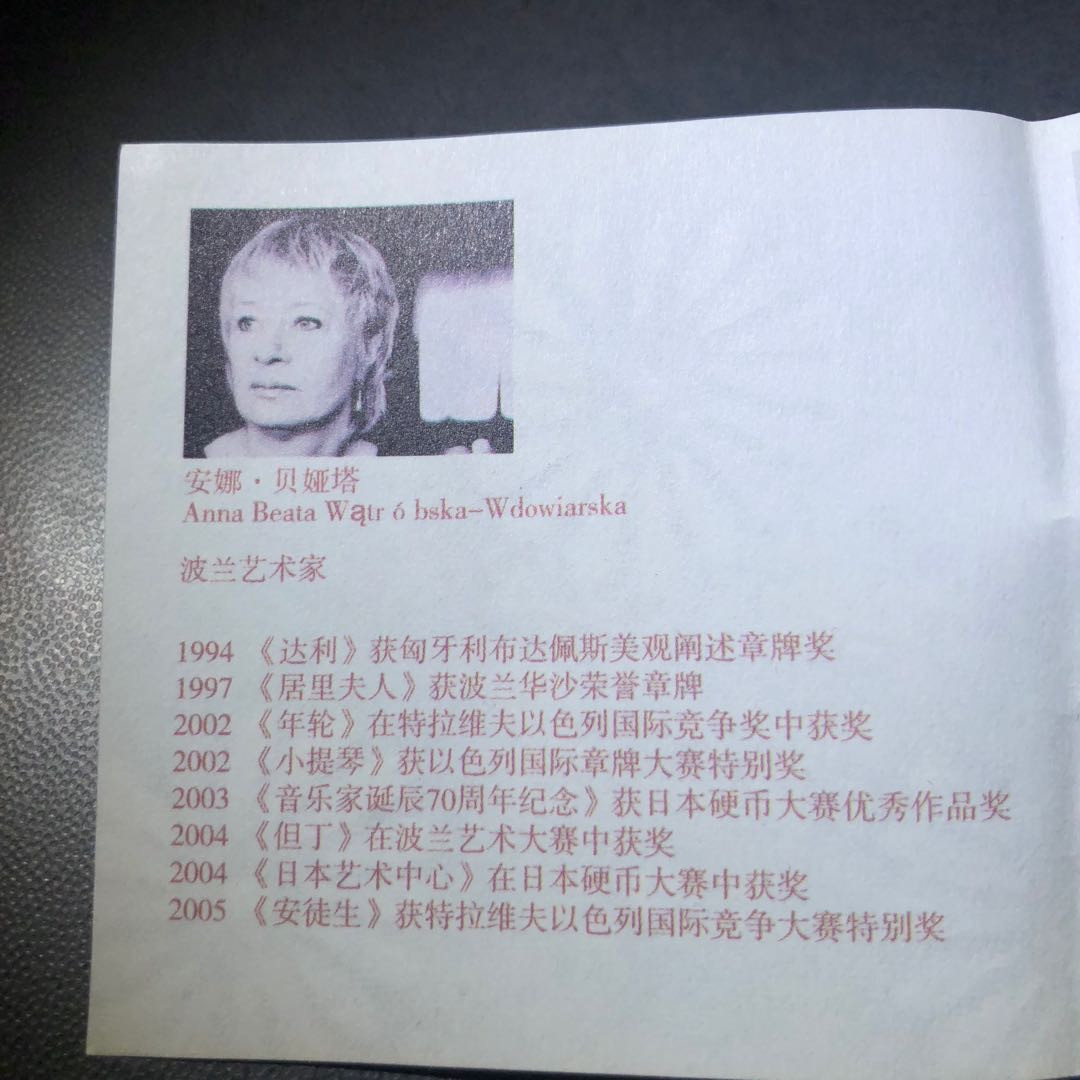 安娜·贝娅塔
Anna Beata Wątr ó bska-Wdowiarska
波兰艺术家
1994 《达利》获匈牙利布达佩斯美观阐述章牌奖
1997 《居里夫人》获波兰华沙荣誉章牌
2002 《年轮》在特拉维夫以色列国际竞争奖中获奖
2002 《小提琴》获以色列国际章牌大赛特别奖
2003 《音乐家诞辰70周年纪念》获日本硬币大赛优秀作品奖
2004 《但丁》在波兰艺术大赛中获奖
2004 《日本艺术中心》在日本硬币大赛中获奖
2005 《安徒生》获特拉维夫以色列国际竞争大赛特别奖